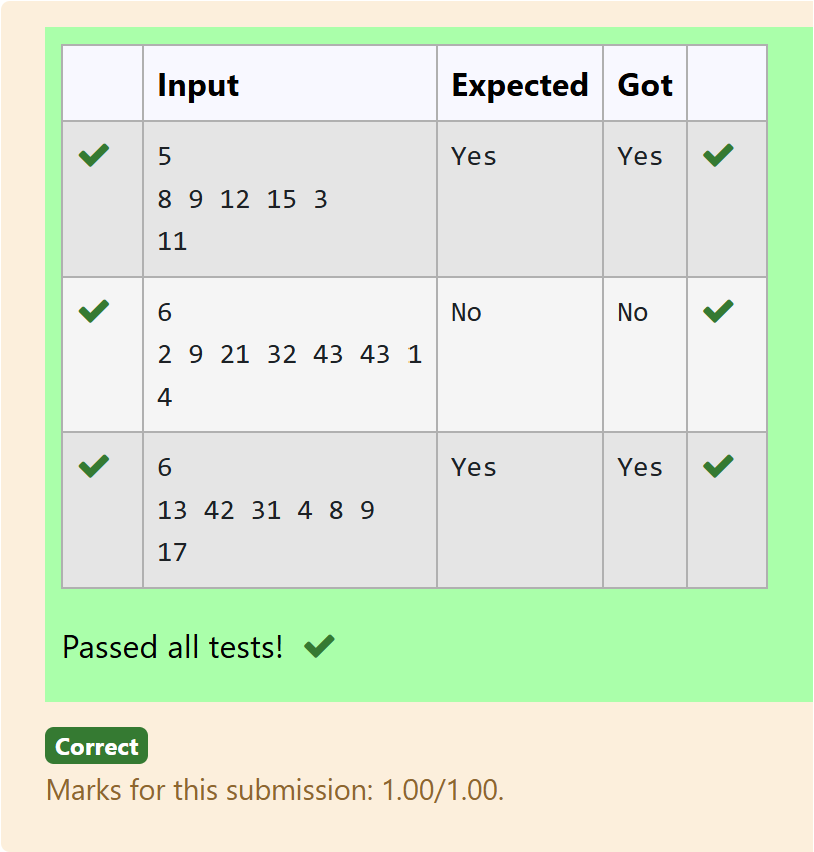 Input Expected Got
5 Yes Yes
8 9 12 15 3
11
6 No No
2 9 21 32 43 43 1
4
6 Yes Yes
13 42 31 4 8 9
17
Passed all tests!
Correct
Marks for this submission: 1.00/1.00.